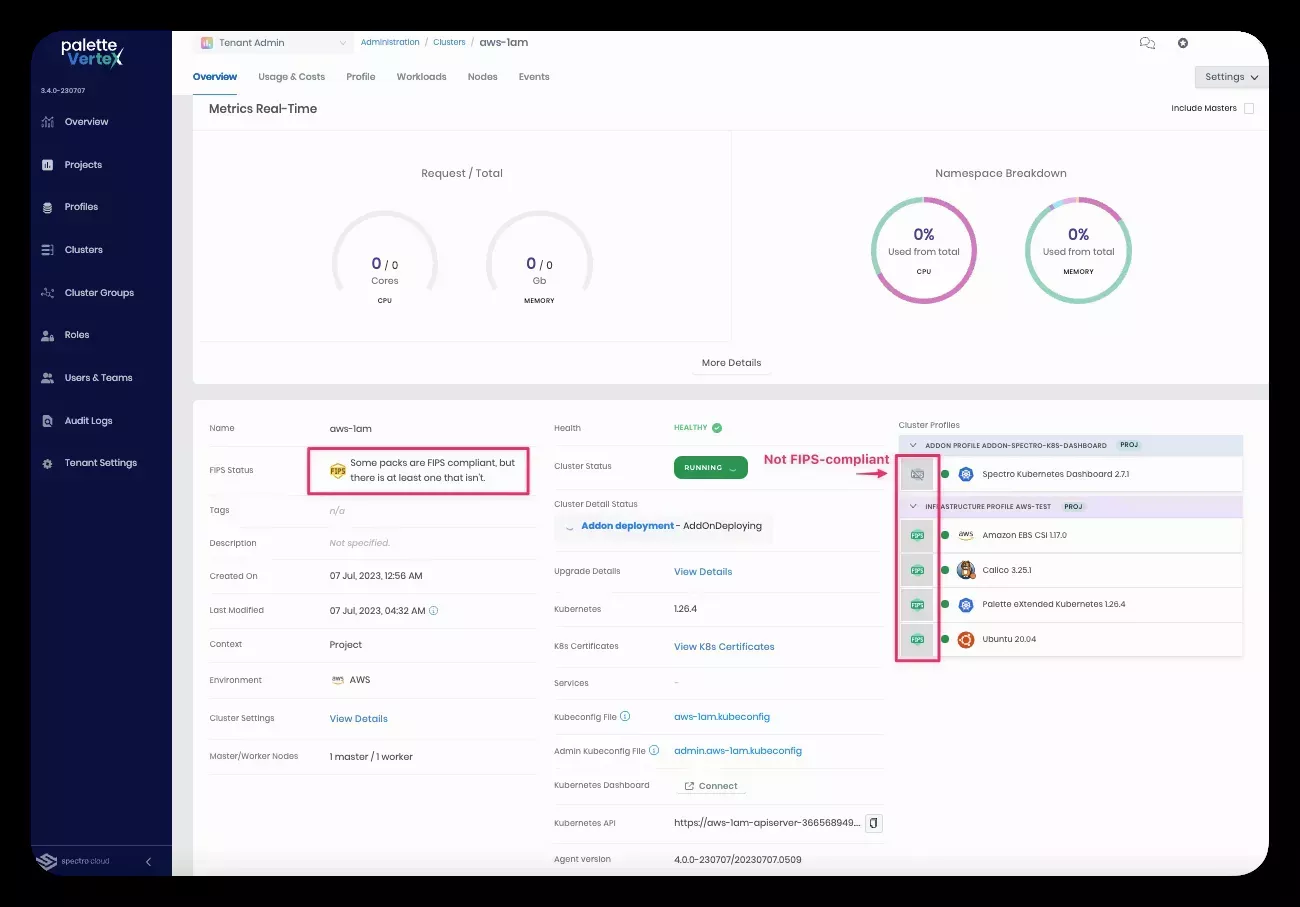 palette
VerteX
3.4.0-230707
Overview
Projects
Profiles
Clusters
Cluster Groups
Roles
Users & Teams
Audit Logs
Tenant Settings
spectro cloud
Tenant Admin
Administration / Clusters / aws-1am
Overview Usage & Costs Profile Workloads Nodes Events
Settings
Metrics Real-Time
Include Masters
Request / Total
0 / 0
Cores
CPU
0 / 0
Gb
MEMORY
Namespace Breakdown
0%
Used from total
CPU
0%
Used from total
MEMORY
More Details
Name aws-1am
FIPS Status FIPS Some packs are FIPS compliant, but
there is at least one that isn't.
Tags n/a
Description Not specified.
Created On 07 Jul, 2023, 12:56 AM
Last Modified 07 Jul, 2023, 04:32 AM
Context Project
Environment aws AWS
Cluster Settings View Details
Master/Worker Nodes 1 master / 1 worker
Health HEALTHY
Cluster Status RUNNING
Cluster Detail Status
Addon deployment - AddOnDeploying
Upgrade Details View Details
Kubernetes 1.26.4
K8s Certificates View K8s Certificates
Services -
Kubeconfig File aws-1am.kubeconfig
Admin Kubeconfig File admin.aws-1am.kubeconfig
Kubernetes Dashboard Connect
Kubernetes API https://aws-1am-apiserver-366568949...
Agent version 4.0.0-230707/20230707.0509
Not FIPS-compliant
Cluster Profiles
ADDON PROFILE ADDON-SPECTRO-K8S-DASHBOARD PROJ
Spectro Kubernetes Dashboard 2.7.1
INFRASTRUCTURE PROFILE AWS-TEST PROJ
FIPS aws Amazon EBS CSI 1.17.0
FIPS Calico 3.25.1
FIPS Palette eXtended Kubernetes 1.26.4
FIPS Ubuntu 20.04